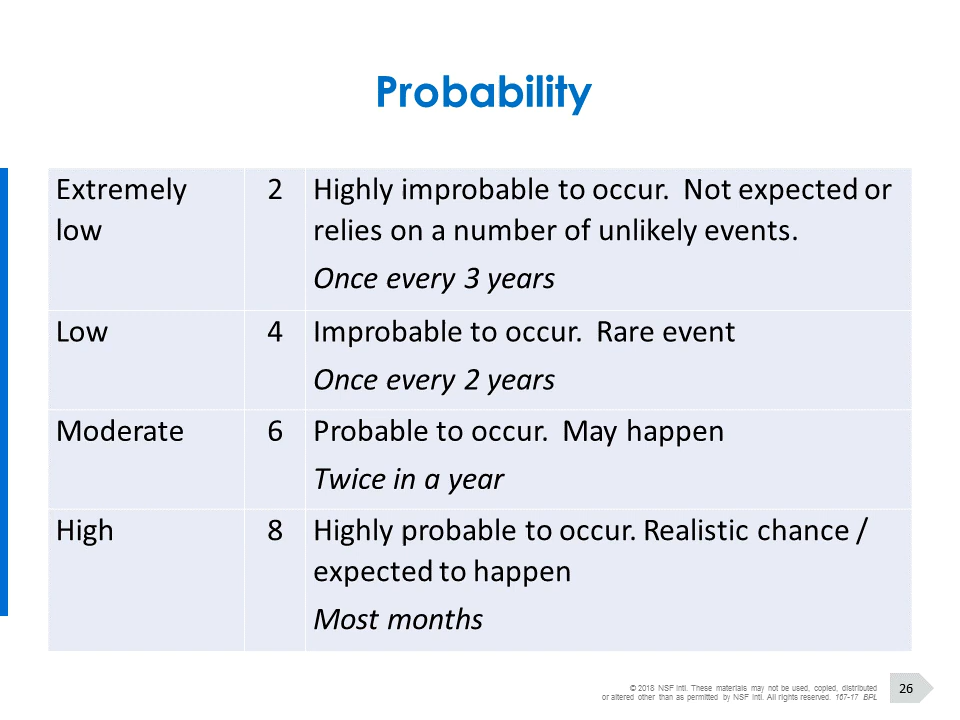 Probability
Extremely low
2
Highly improbable to occur. Not expected or
relies on a number of unlikely events.
Once every 3 years
Low
4
Improbable to occur. Rare event
Once every 2 years
Moderate
6
Probable to occur. May happen
Twice in a year
High
8
Highly probable to occur. Realistic chance /
expected to happen
Most months
© 2018 NSF Intl. These materials may not be used, copied, distributed
or altered other than as permitted by NSF Intl. All rights reserved. 167-17 BPL
26